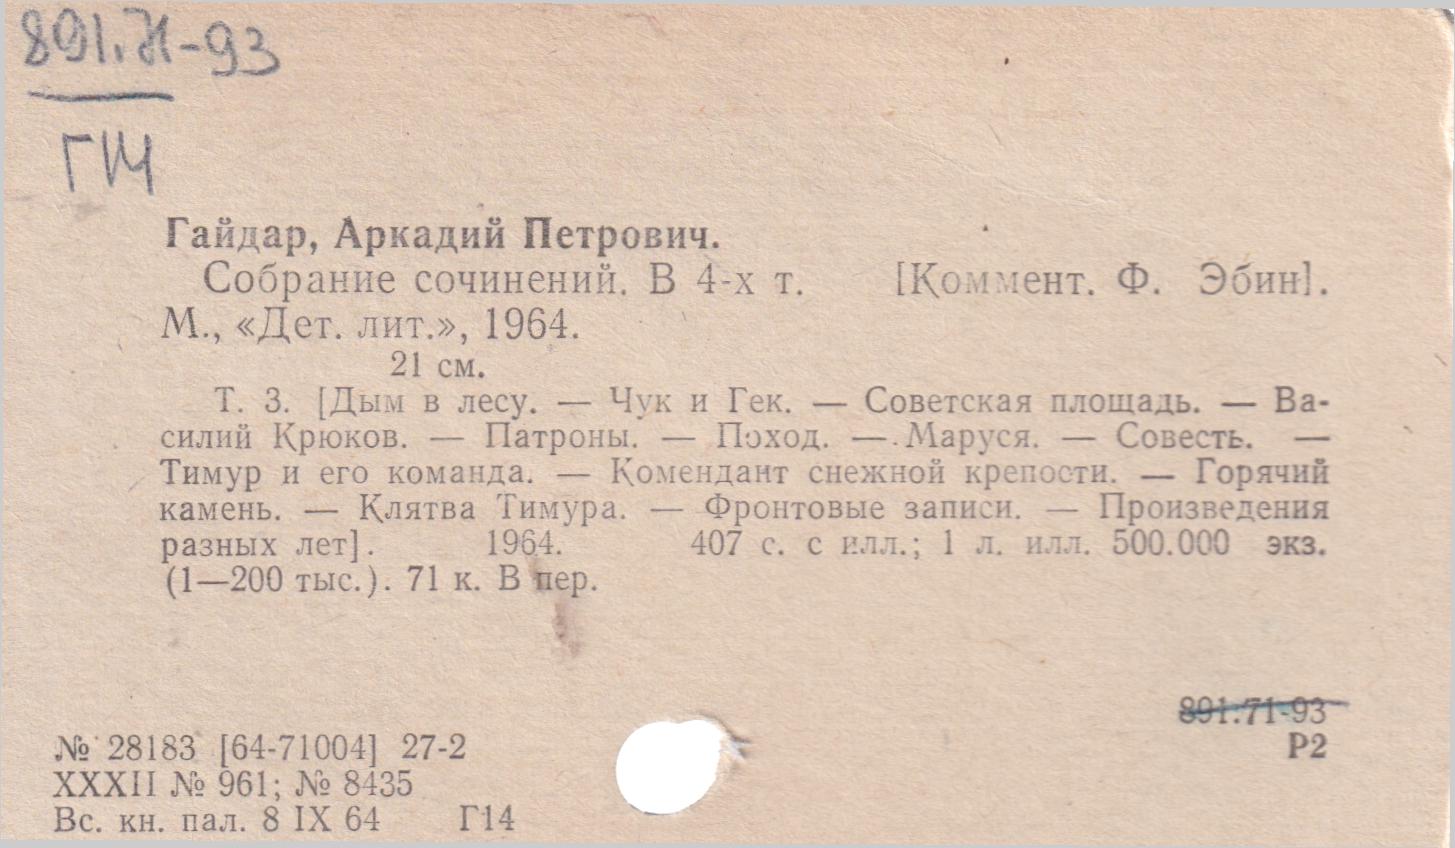 891.71-93
Г14
Гайдар, Аркадий Петрович.
Собрание сочинений. В 4-х т. [Коммент. Ф. Эбин].
М., «Дет. лит.», 1964.
21 см.
Т. 3. [Дым в лесу. — Чук и Гек. — Советская площадь. — Ва-
силий Крюков. — Патроны. — Поход. — Маруся. — Совесть. —
Тимур и его команда. — Комендант снежной крепости. — Горячий
камень. — Клятва Тимура. — Фронтовые записи. — Произведения
разных лет]. 1964. 407 с. с илл.; 1 л. илл. 500.000 экз.
(1—200 тыс.). 71 к. В пер.
891.71-93
Р2
№ 28183 [64-71004] 27-2
XXXII № 961; № 8435
Вс. кн. пал. 8 IX 64 Г14